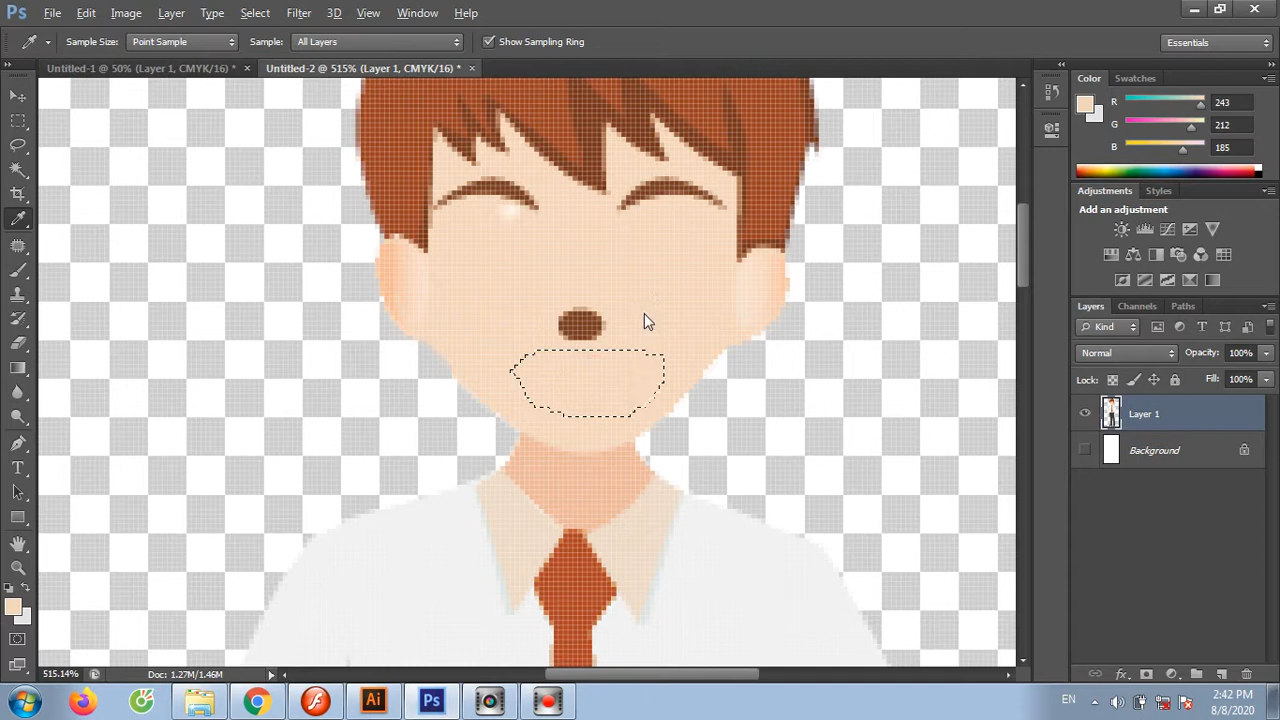 Ps File Edit Image Layer Type Select Filter 3D View Window Help
Sample Size: Point Sample Sample: All Layers Show Sampling Ring Essentials
Untitled-1 @ 50% (Layer 1, CMYK/16) * × Untitled-2 @ 515% (Layer 1, CMYK/16) * ×
Color Swatches
R 243
G 212
B 185
Adjustments Styles
Add an adjustment
Layers Channels Paths
Kind
Normal Opacity: 100%
Lock: Fill: 100%
Layer 1
Background
T
515.14% Doc: 1.27M/1.46M
Ai Ps EN 2:42 PM
8/8/2020